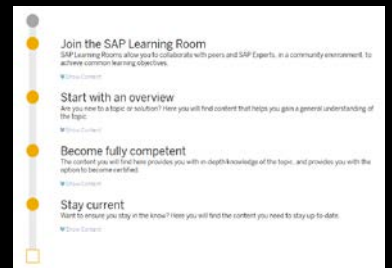 Join the SAP Learning Room
SAP Learning Rooms allow you to collaborate with peers and SAP Experts, in a community environment, to
achieve common learning objectives.
Show Content
Start with an overview
Are you new to a topic or solution? Here you will find content that helps you gain a general understanding of
the topic
Show Content
Become fully competent
The content you will find here provides you with in-depth knowledge of the topic, and provides you with the
option to become certified.
Show Content
Stay current
Want to ensure you stay in the know? Here you will find the content you need to stay up-to-date.
Show Content